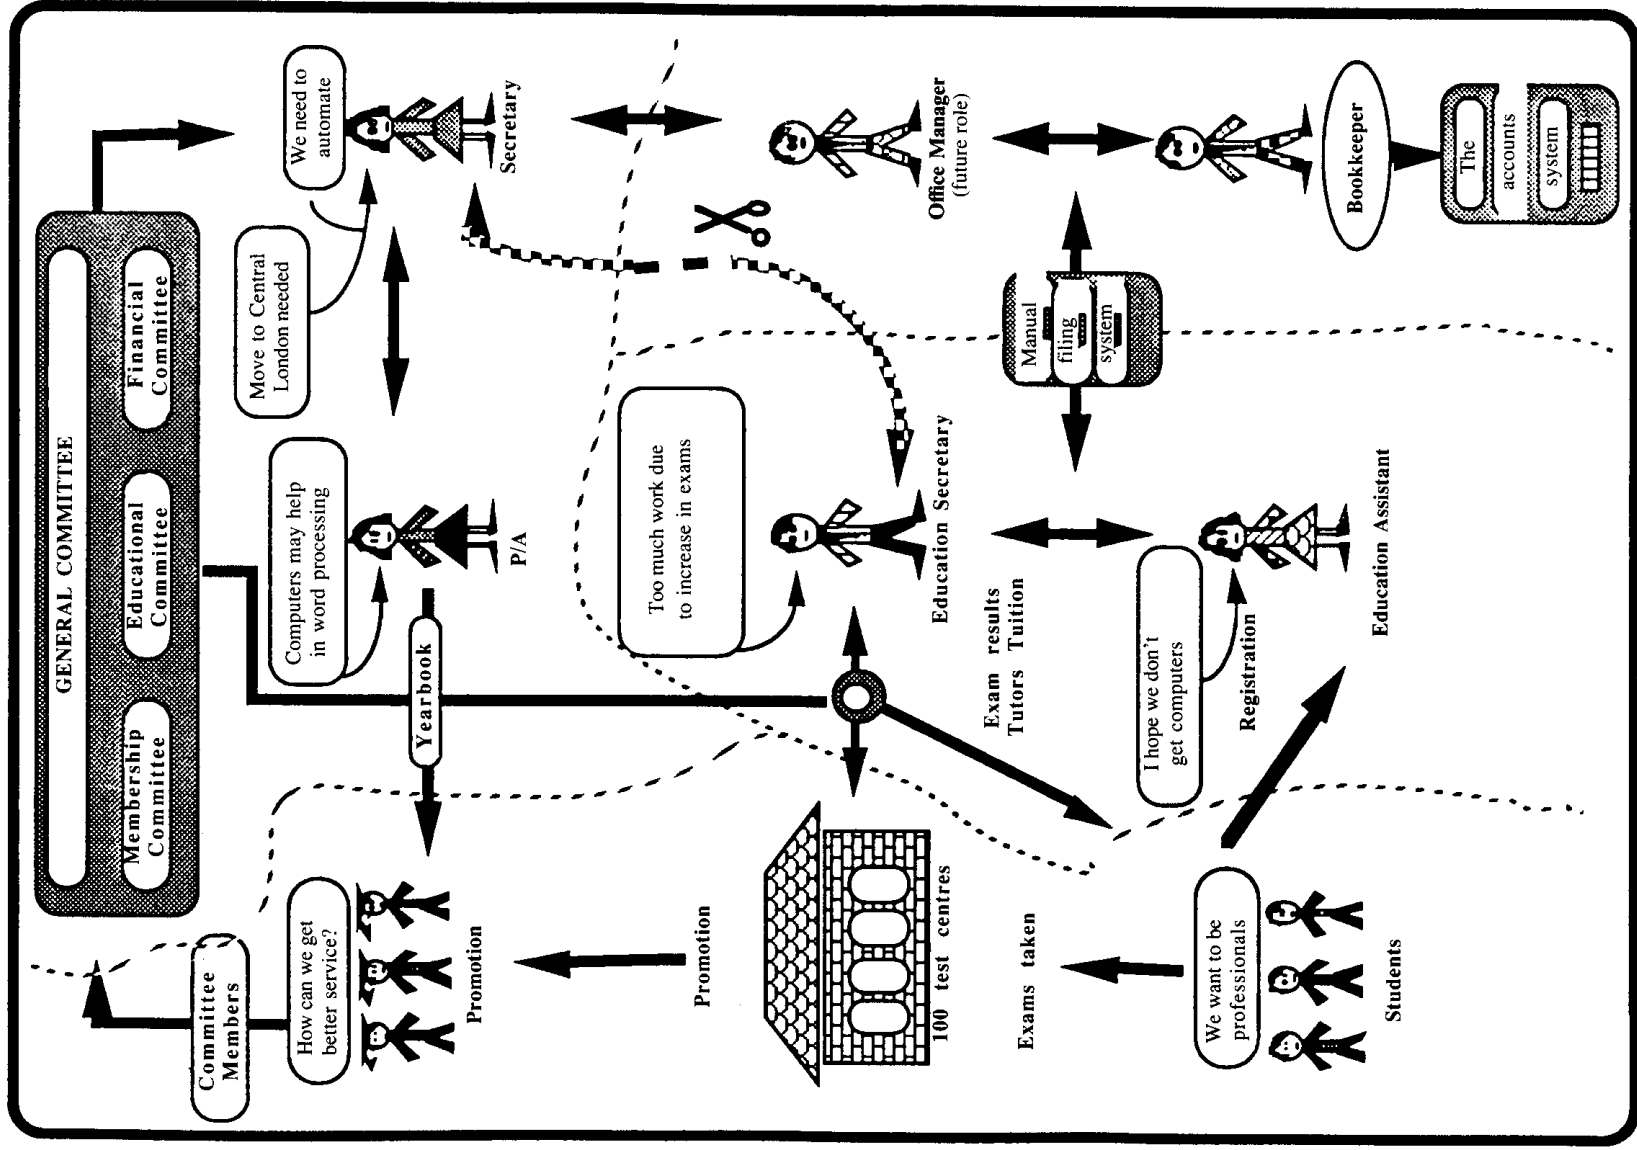 GENERAL COMMITTEE
Membership
Committee
Educational
Committee
Financial
Committee
Committee
Members
How can we get
better service?
Promotion
Computers may help
in word processing
P/A
Yearbook
Move to Central
London needed
We need to
automate
Secretary
Promotion
100 test centres
Exams taken
Too much work due
to increase in exams
Education Secretary
Exam results
Tutors Tuition
Office Manager
(future role)
Manual
filing
system
We want to be
professionals
Students
I hope we don't
get computers
Registration
Education Assistant
Bookkeeper
The
accounts
system